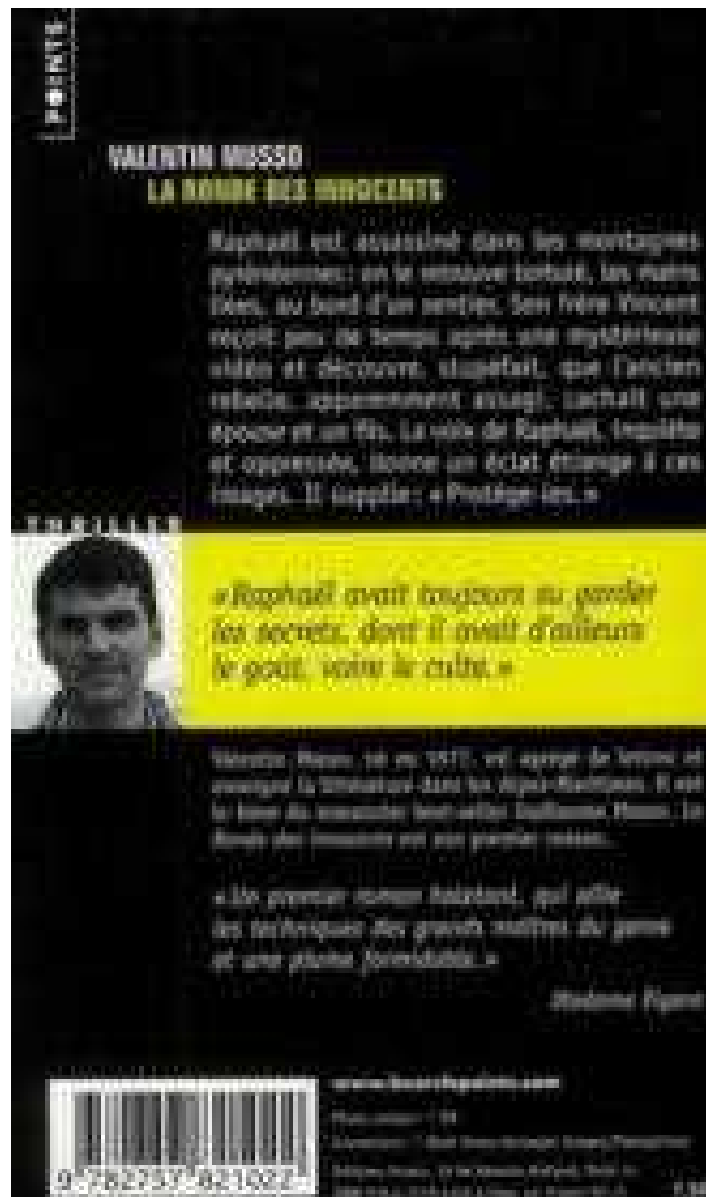 POINTS
VALENTIN MUSSO
LA RONDE DES INNOCENTS
Raphaël est assassiné dans les montagnes
pyrénéennes : on le retrouve torturé, les mains
liées, au bord d'un sentier. Son frère Vincent
reçoit peu de temps après une mystérieuse
vidéo et découvre, stupéfait, que l'ancien
rebelle, apparemment assagi, cachait une
épouse et un fils. La voix de Raphaël, inquiète
et oppressée, donne un éclat étrange à ces
images. Il supplie : « Protège-les. »
THRILLER
« Raphaël avait toujours su garder
les secrets, dont il avait d'ailleurs
le goût, voire le culte. »
Valentin Musso, né en 1977, est agrégé de lettres et
enseigne la littérature dans les Alpes-Maritimes. Il est
le frère du romancier best-seller Guillaume Musso. La
Ronde des innocents est son premier roman.
« Un premier roman haletant, qui allie
les techniques des grands maîtres du genre
et une plume formidable. »
Madame Figaro
9 782757 821022